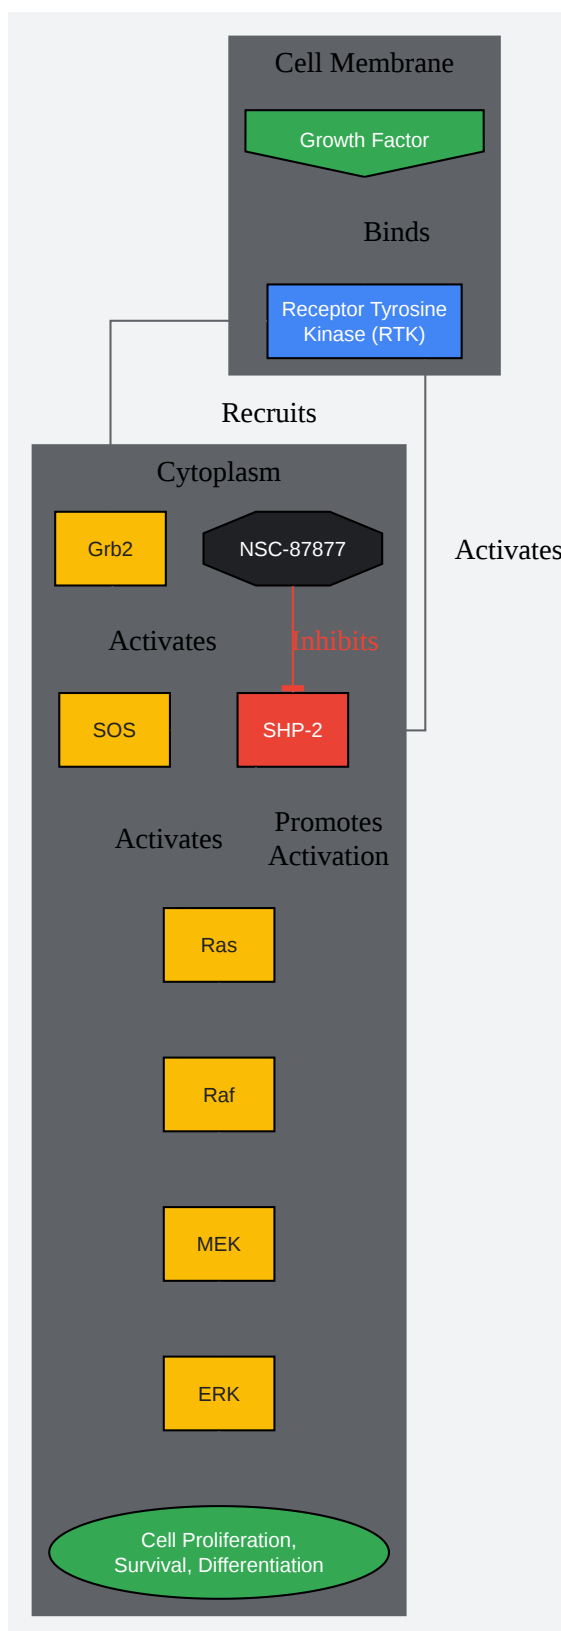 Cell Membrane
Growth Factor
Binds
Receptor Tyrosine
Kinase (RTK)
Recruits
Cytoplasm
Grb2
NSC-87877
Activates
Activates
Inhibits
SOS
SHP-2
Activates
Promotes
Activation
Ras
Raf
MEK
ERK
Cell Proliferation,
Survival, Differentiation